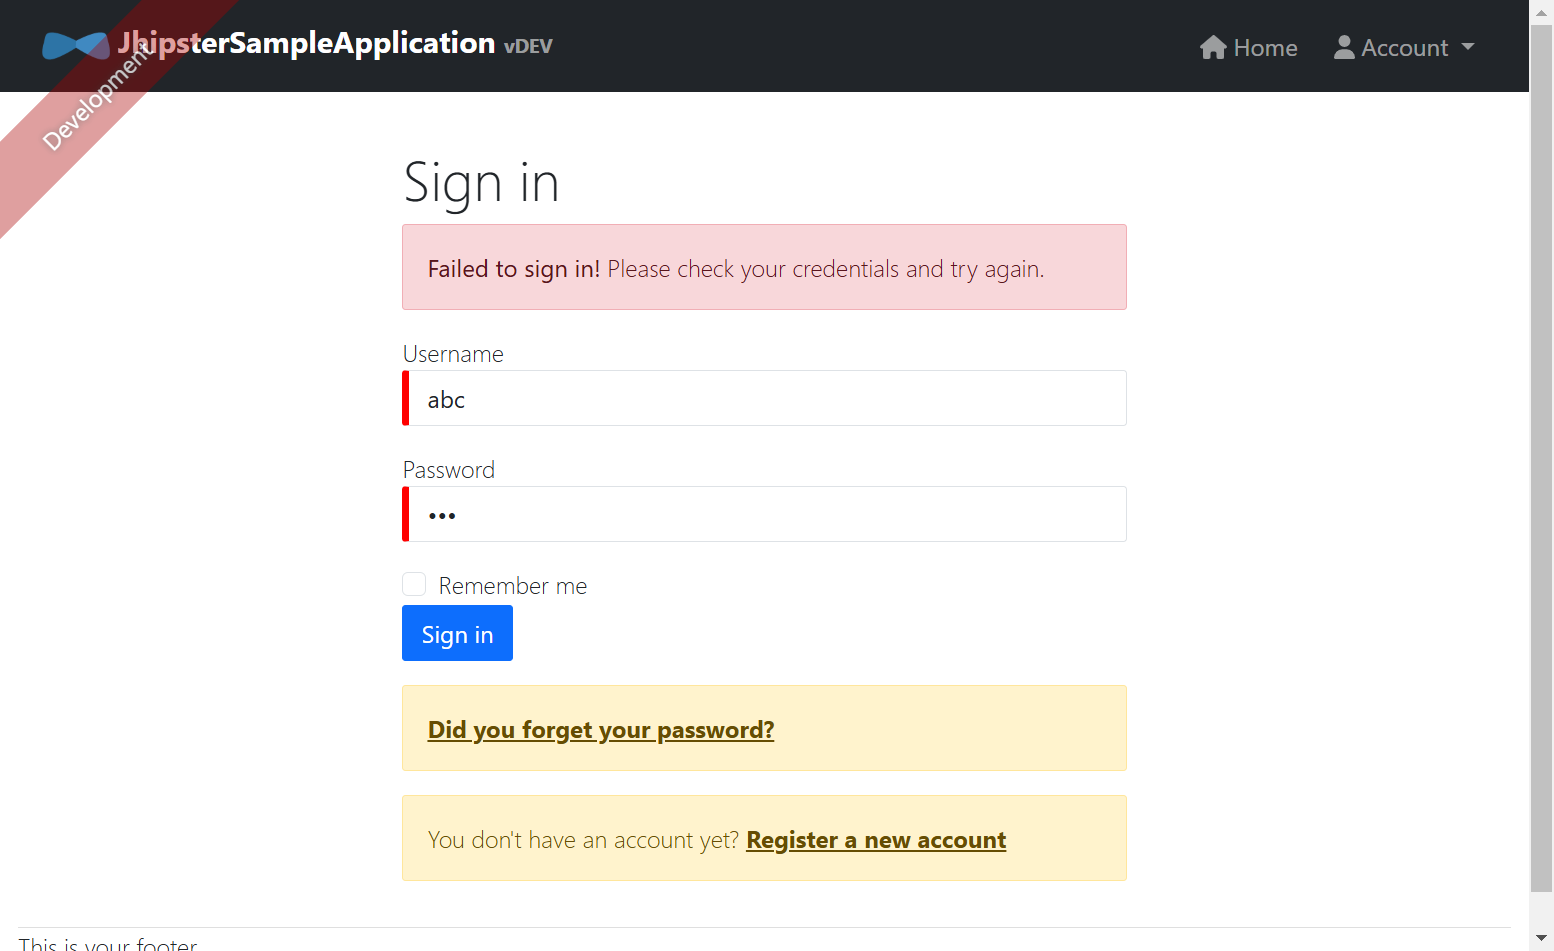 JhipsterSampleApplication vDEV
Home
Account
Development
Sign in
Failed to sign in! Please check your credentials and try again.
Username
abc
Password
•••
Remember me
Sign in
Did you forget your password?
You don't have an account yet? Register a new account
This is your footer